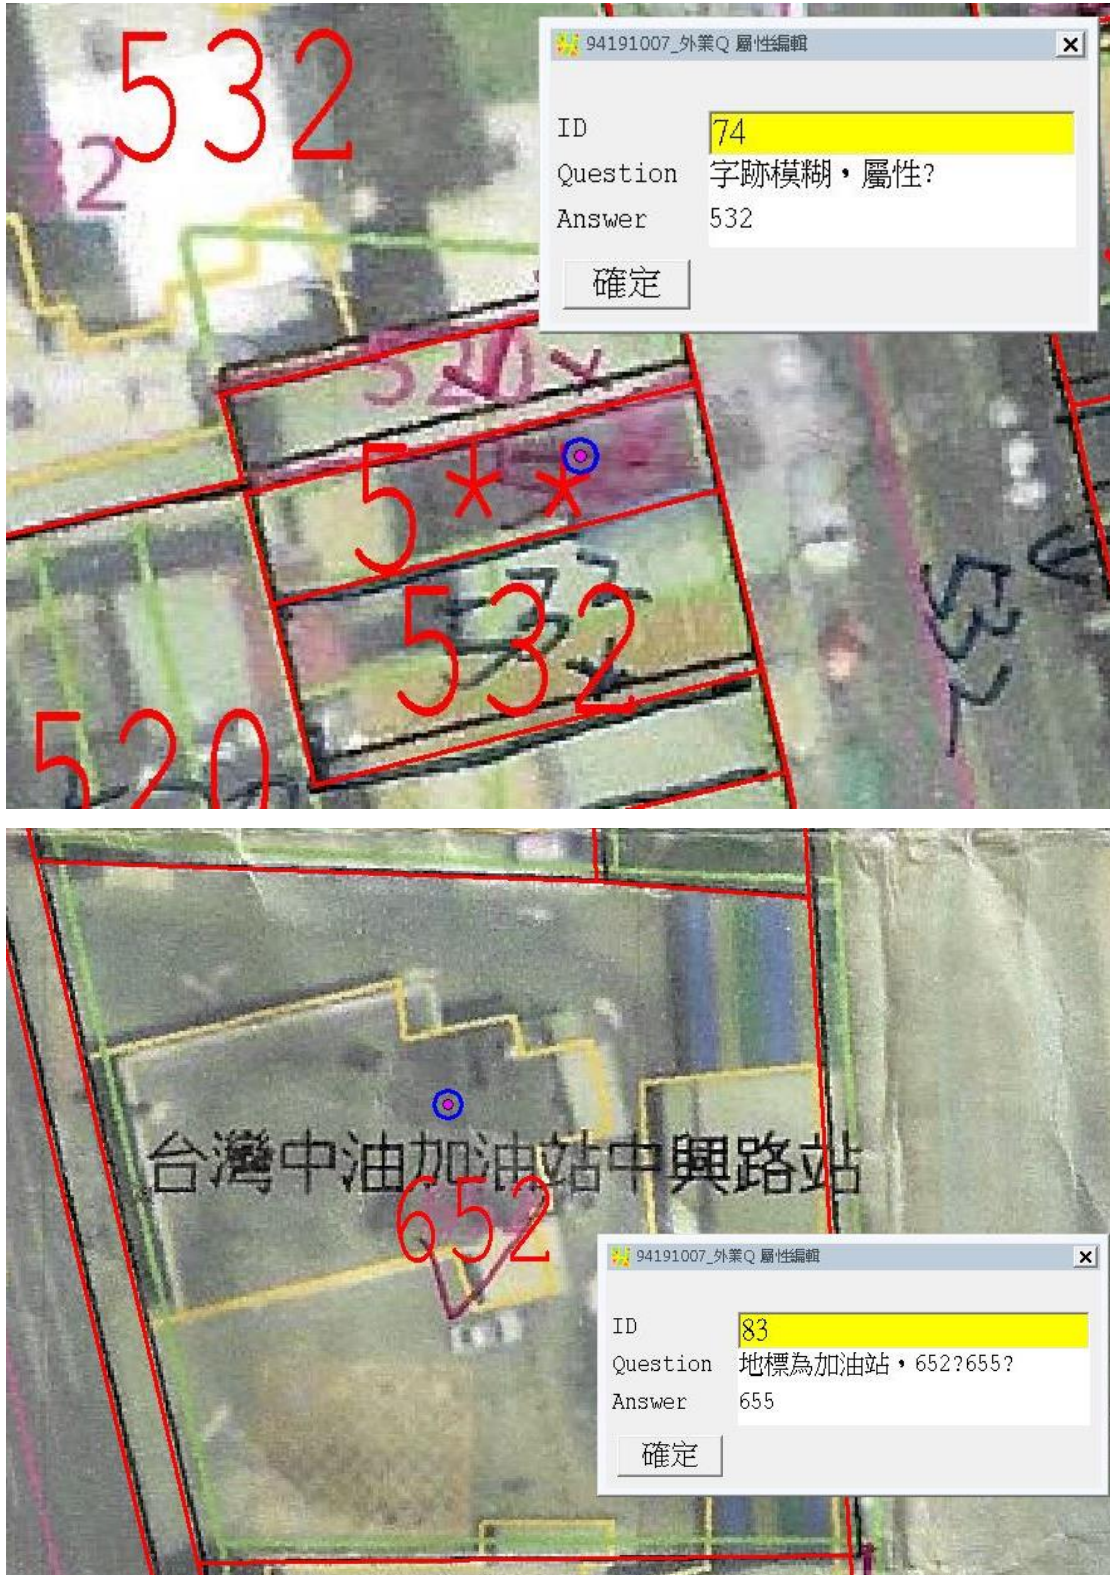 532
94191007_外業Q 屬性編輯
ID 74
Question 字跡模糊,屬性?
Answer 532
確定
2
520
5**
532
532
532
520
台灣中油加油站中興路站
652
94191007_外業Q 屬性編輯
ID 83
Question 地標為加油站,652?655?
Answer 655
確定